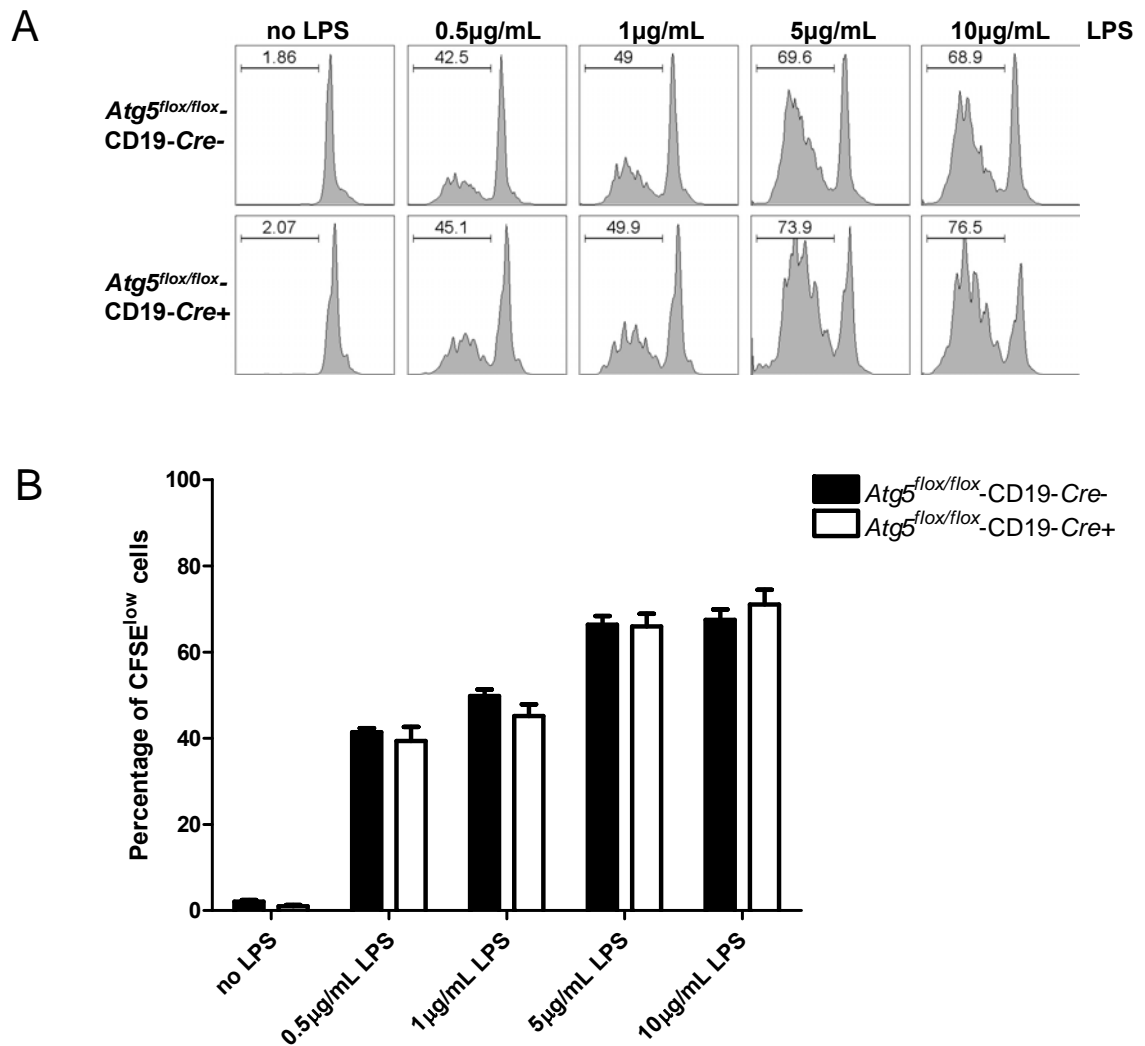 A
no LPS 0.5µg/mL 1µg/mL 5µg/mL 10µg/mL LPS
1.86 42.5 49 69.6 68.9
Atg5flox/flox-
CD19-Cre-
2.07 45.1 49.9 73.9 76.5
Atg5flox/flox-
CD19-Cre+
B
Atg5flox/flox-CD19-Cre-
Atg5flox/flox-CD19-Cre+
Percentage of CFSElow cells
100
80
60
40
20
0
no LPS
0.5µg/mL LPS
1µg/mL LPS
5µg/mL LPS
10µg/mL LPS